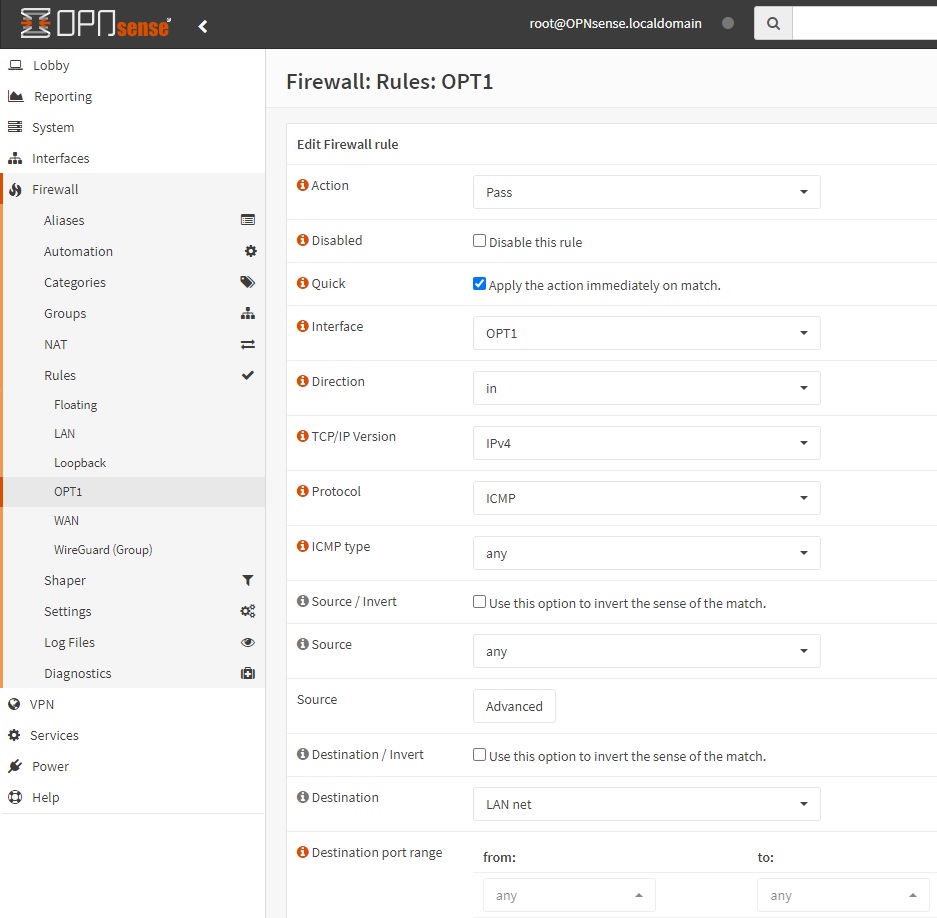 OPNsense
root@OPNsense.localdomain
Lobby
Reporting
System
Interfaces
Firewall
Aliases
Automation
Categories
Groups
NAT
Rules
Floating
LAN
Loopback
OPT1
WAN
WireGuard (Group)
Shaper
Settings
Log Files
Diagnostics
VPN
Services
Power
Help
Firewall: Rules: OPT1
Edit Firewall rule
Action Pass
Disabled Disable this rule
Quick Apply the action immediately on match.
Interface OPT1
Direction in
TCP/IP Version IPv4
Protocol ICMP
ICMP type any
Source / Invert Use this option to invert the sense of the match.
Source any
Source Advanced
Destination / Invert Use this option to invert the sense of the match.
Destination LAN net
Destination port range from: to:
any any